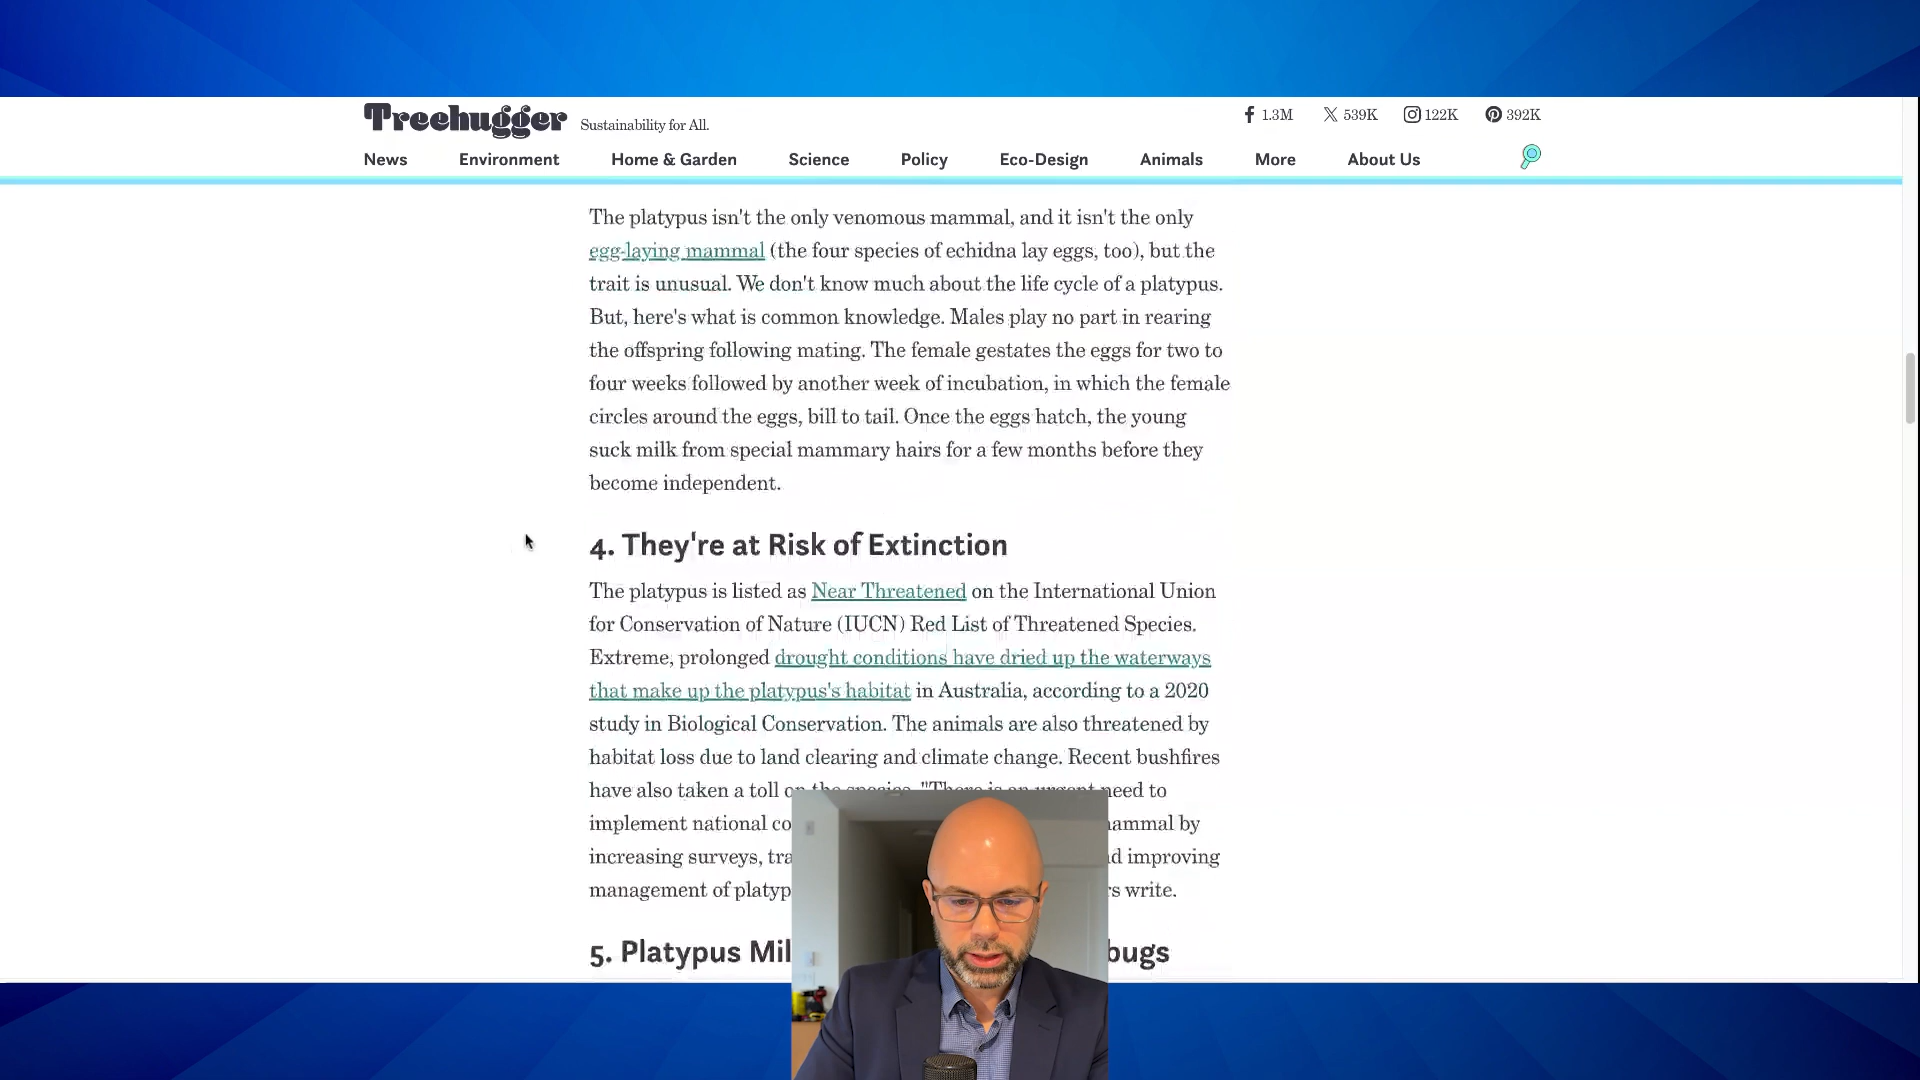 Treehugger Sustainability for All. 1.3M 539K 122K 392K
News Environment Home & Garden Science Policy Eco-Design Animals More About Us
The platypus isn't the only venomous mammal, and it isn't the only
egg-laying mammal (the four species of echidna lay eggs, too), but the
trait is unusual. We don't know much about the life cycle of a platypus.
But, here's what is common knowledge. Males play no part in rearing
the offspring following mating. The female gestates the eggs for two to
four weeks followed by another week of incubation, in which the female
circles around the eggs, bill to tail. Once the eggs hatch, the young
suck milk from special mammary hairs for a few months before they
become independent.
4. They're at Risk of Extinction
The platypus is listed as Near Threatened on the International Union
for Conservation of Nature (IUCN) Red List of Threatened Species.
Extreme, prolonged drought conditions have dried up the waterways
that make up the platypus's habitat in Australia, according to a 2020
study in Biological Conservation. The animals are also threatened by
habitat loss due to land clearing and climate change. Recent bushfires
have also taken a toll on the species. "There is an urgent need to
implement national
increasing surveys, improving
management of write.
5. Platypus